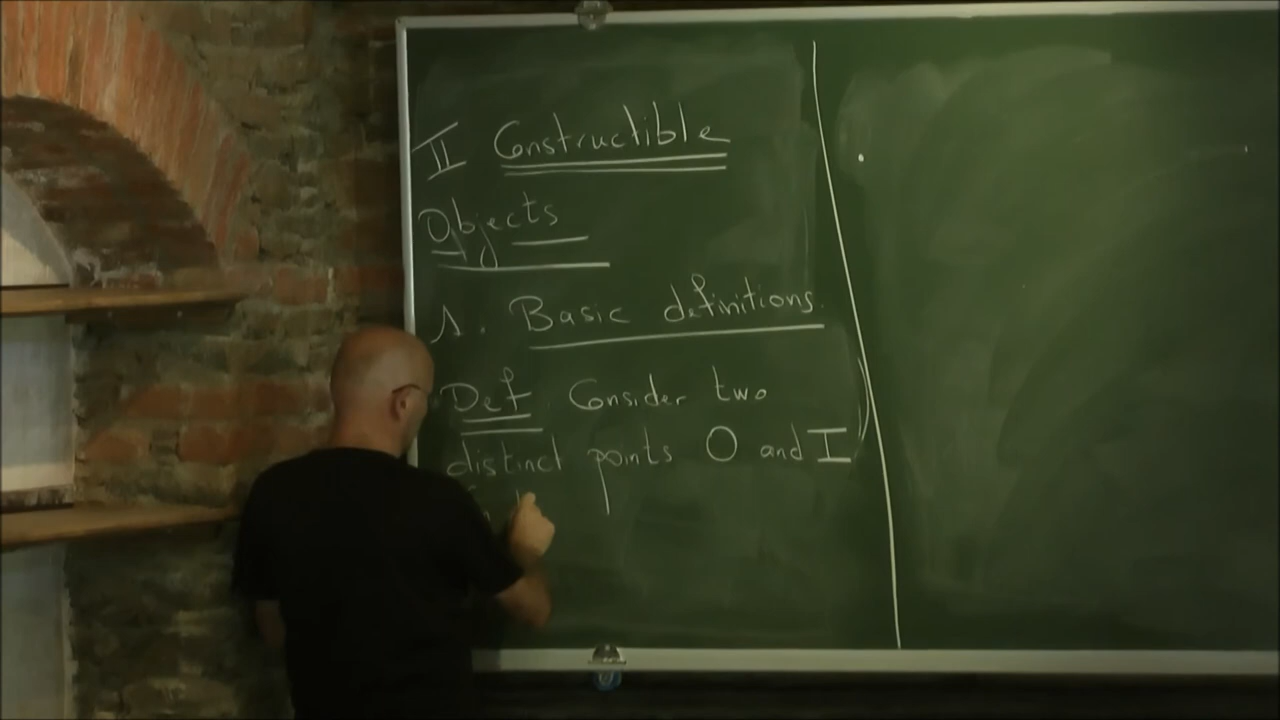 II Constructible
Objects
1. Basic definitions.
Def. Consider two
distinct points O and I